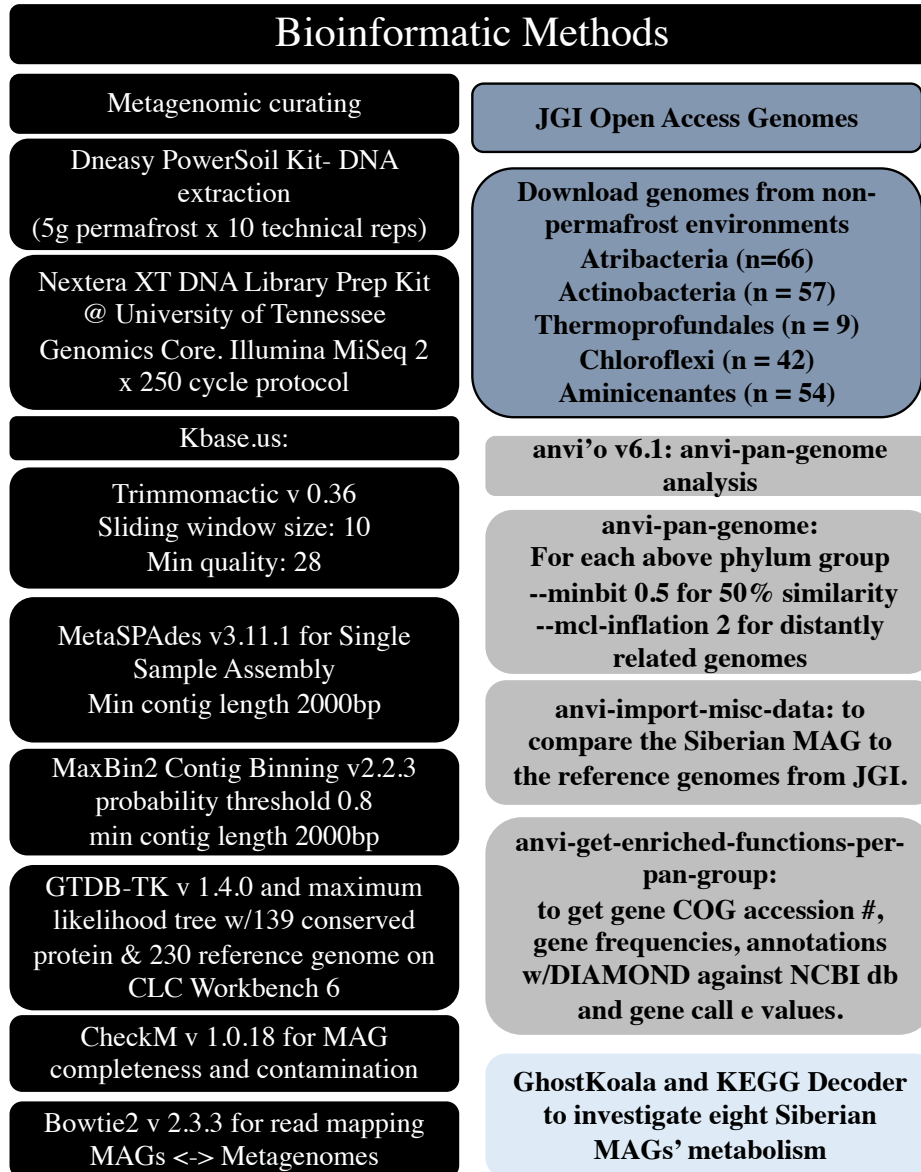 Bioinformatic Methods
Metagenomic curating
Dneasy PowerSoil Kit- DNA
extraction
(5g permafrost x 10 technical reps)
Nextera XT DNA Library Prep Kit
@ University of Tennessee
Genomics Core. Illumina MiSeq 2
x 250 cycle protocol
Kbase.us:
Trimmomactic v 0.36
Sliding window size: 10
Min quality: 28
MetaSPAdes v3.11.1 for Single
Sample Assembly
Min contig length 2000bp
MaxBin2 Contig Binning v2.2.3
probability threshold 0.8
min contig length 2000bp
GTDB-TK v 1.4.0 and maximum
likelihood tree w/139 conserved
protein & 230 reference genome on
CLC Workbench 6
CheckM v 1.0.18 for MAG
completeness and contamination
Bowtie2 v 2.3.3 for read mapping
MAGs <-> Metagenomes
JGI Open Access Genomes
Download genomes from non-
permafrost environments
Atribacteria (n=66)
Actinobacteria (n = 57)
Thermoprofundales (n = 9)
Chloroflexi (n = 42)
Aminicenantes (n = 54)
anvi’o v6.1: anvi-pan-genome
analysis
anvi-pan-genome:
For each above phylum group
--minbit 0.5 for 50% similarity
--mcl-inflation 2 for distantly
related genomes
anvi-import-misc-data: to
compare the Siberian MAG to
the reference genomes from JGI.
anvi-get-enriched-functions-per-
pan-group:
to get gene COG accession #,
gene frequencies, annotations
w/DIAMOND against NCBI db
and gene call e values.
GhostKoala and KEGG Decoder
to investigate eight Siberian
MAGs’ metabolism